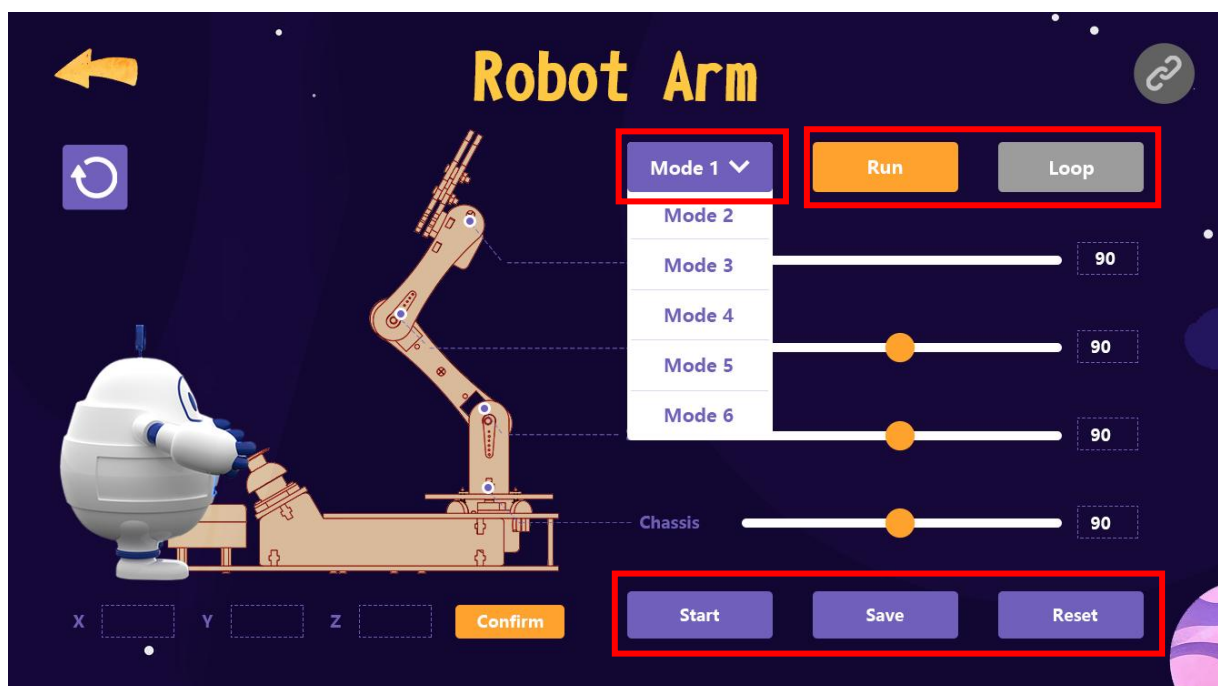 Robot Arm
Mode 1
Run
Loop
Mode 2
Mode 3
90
Mode 4
90
Mode 5
Mode 6
90
Chassis
90
X
Y
Z
Confirm
Start
Save
Reset